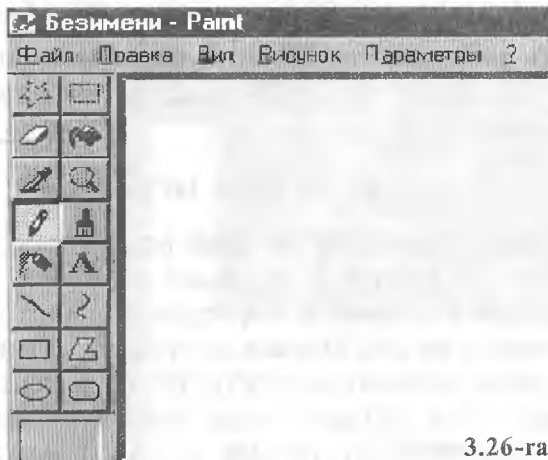 Безимени - Paint
Файл Правка Вид Рисунок Параметры ?
3.26-ra